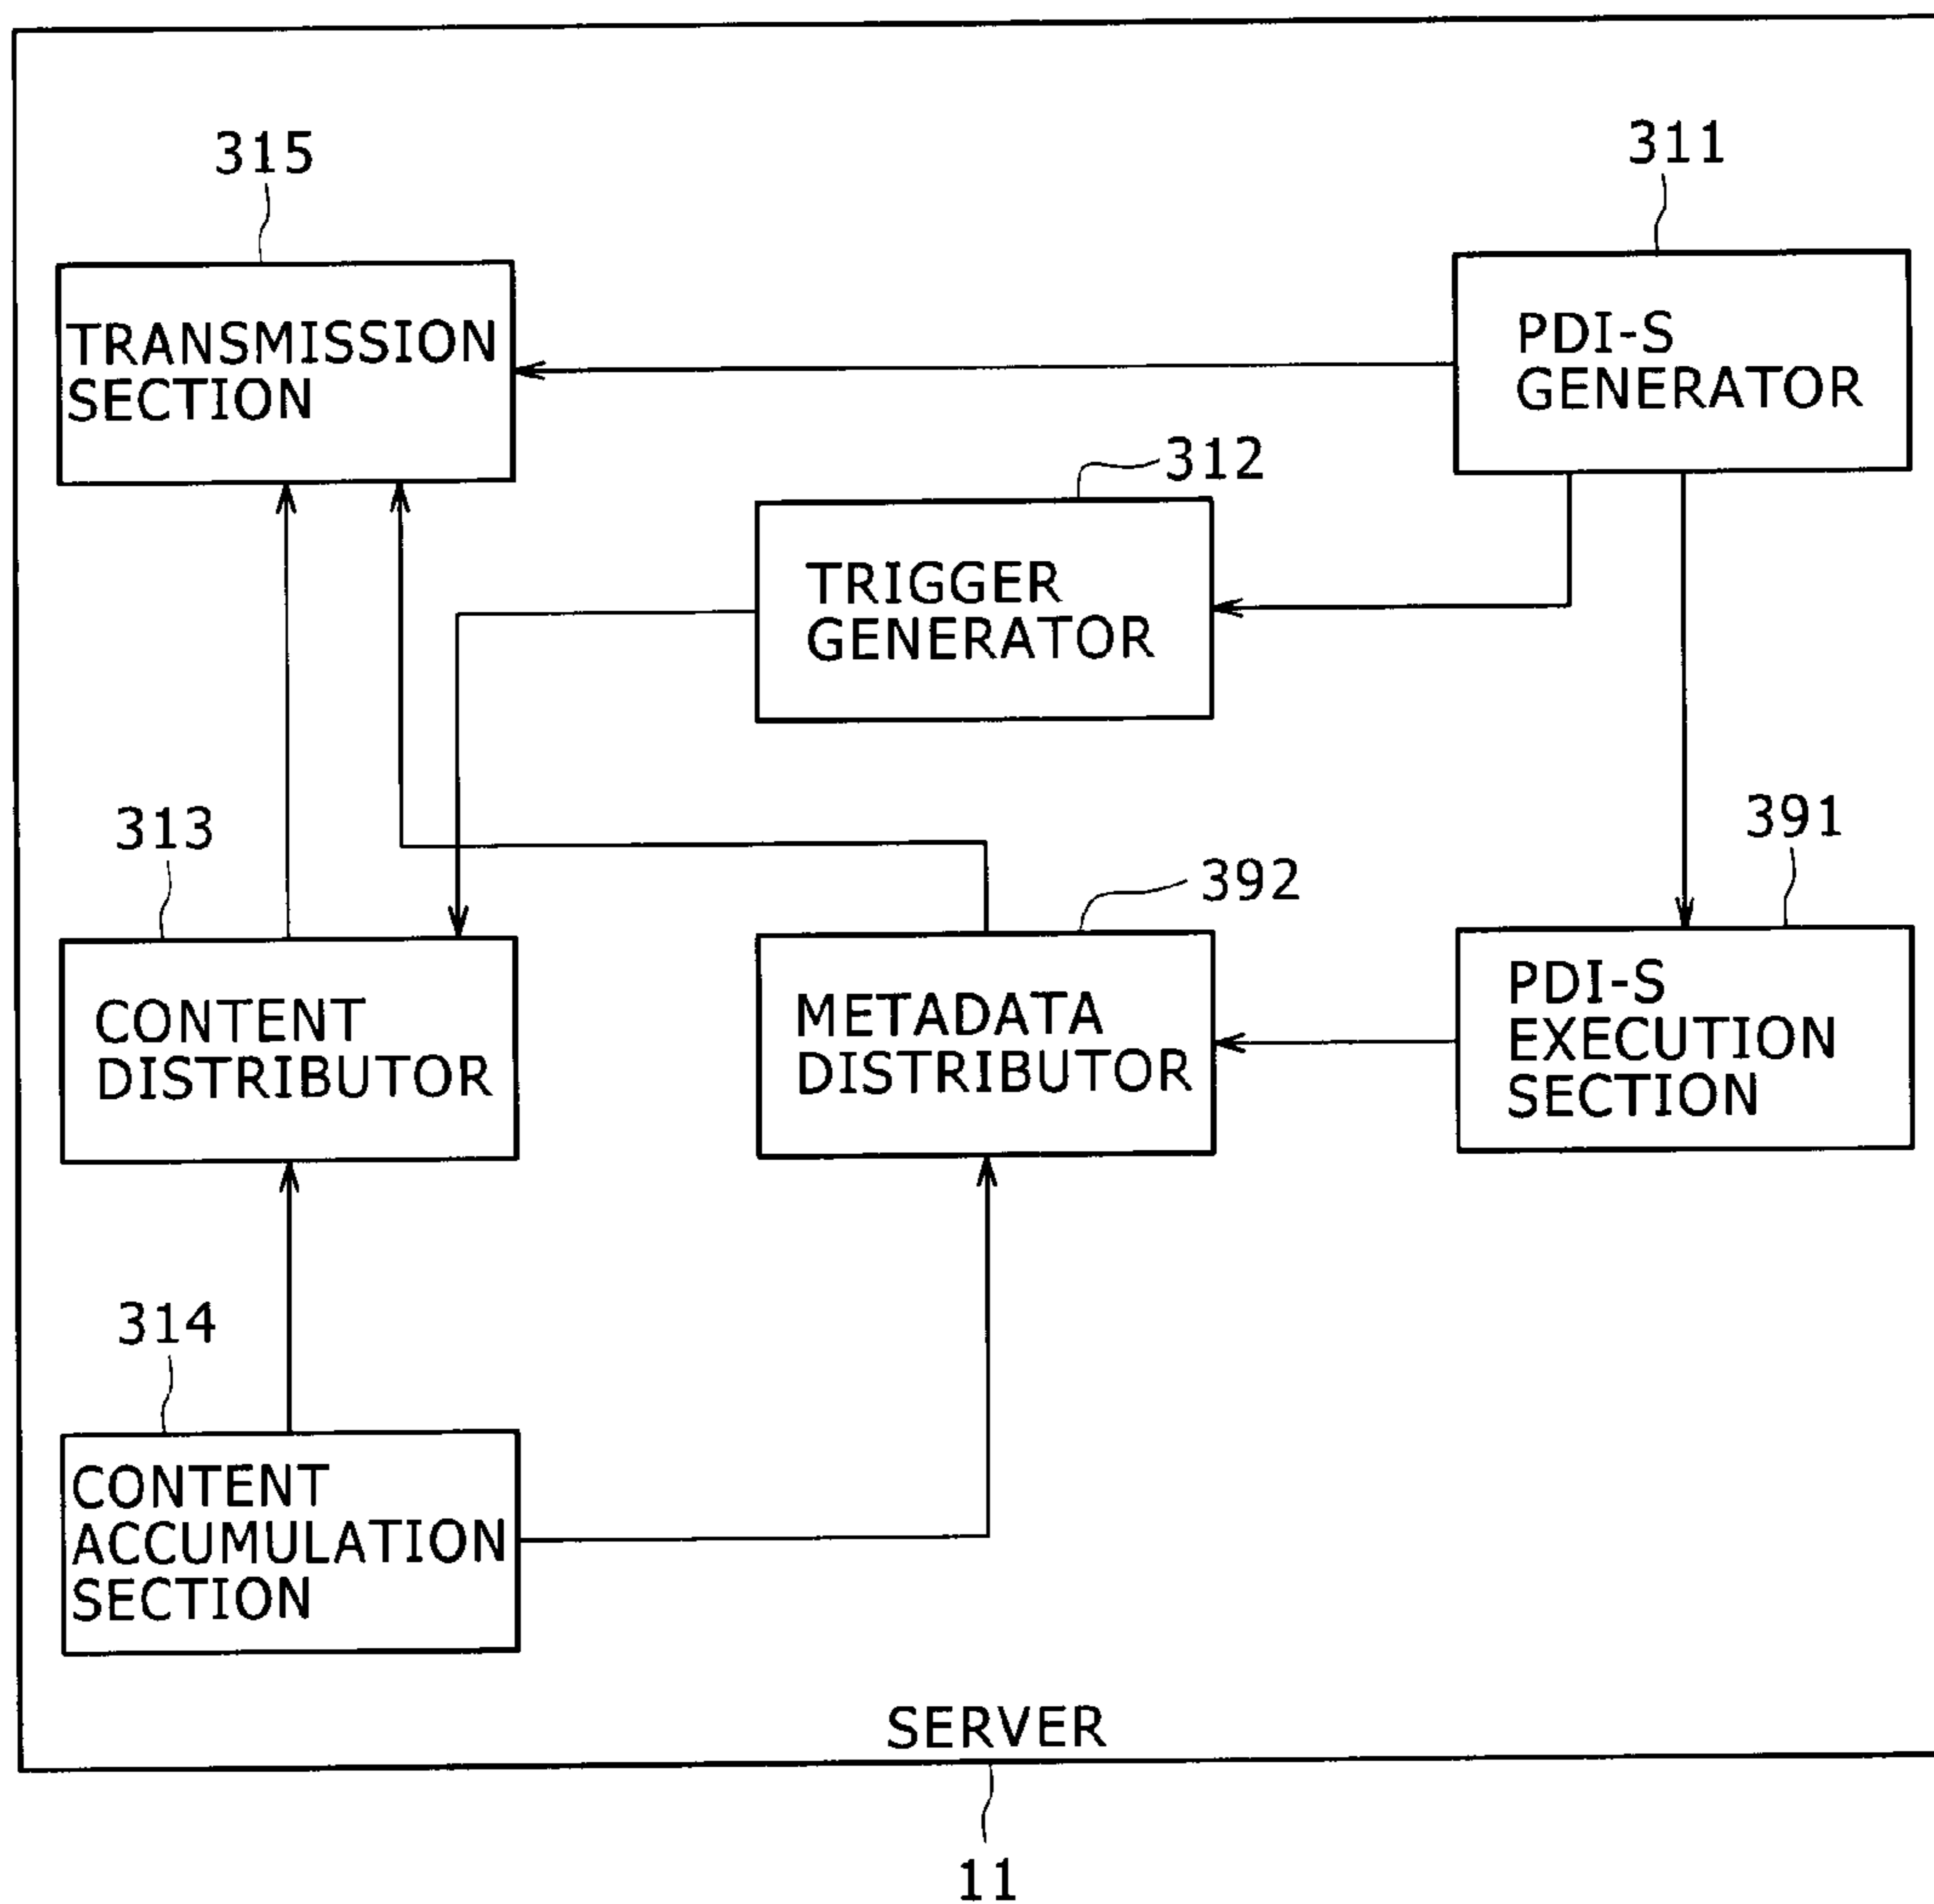 315
311
TRANSMISSION
SECTION
PDI-S
GENERATOR
312
TRIGGER
GENERATOR
313
392
391
CONTENT
DISTRIBUTOR
METADATA
DISTRIBUTOR
PDI-S
EXECUTION
SECTION
314
CONTENT
ACCUMULATION
SECTION
SERVER
11